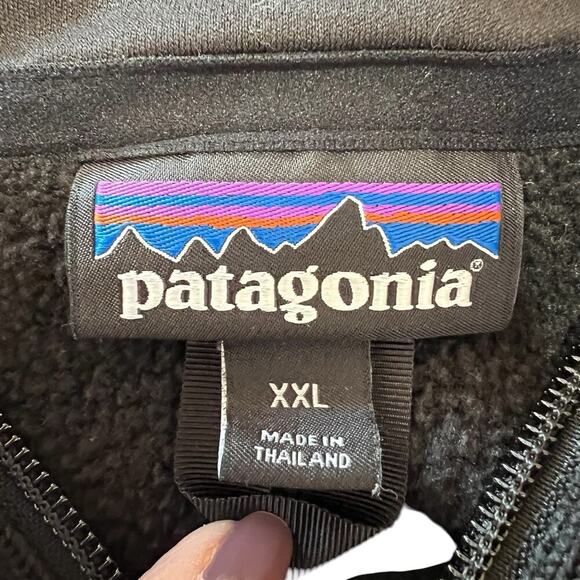 patagonia®
XXL
MADE IN
THAILAND